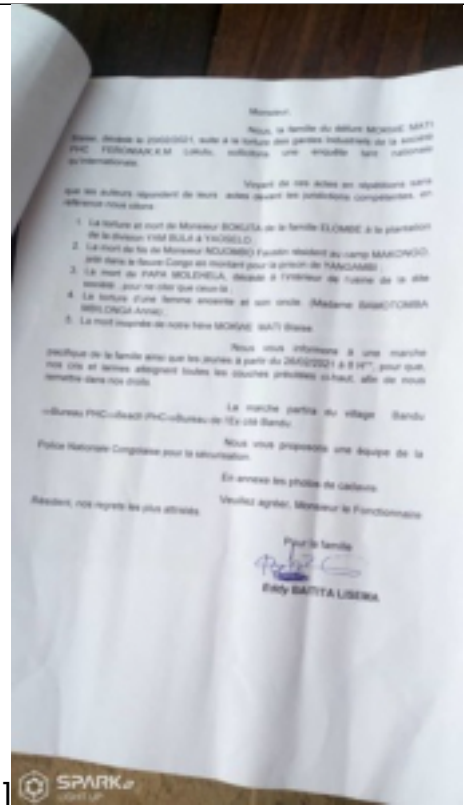 Monsieur,
Nous, la famille du défunt MOKWE MATI
Blaise, décédé le 21/02/2021, suite à la torture des gardes industriels de la société
PHC FERONIA/K.K.M Lokutu, sollicitons une enquête tant nationale
qu'internationale.
Voyant de ces actes en répétitions sans
que les auteurs répondent de leurs actes devant les juridictions compétentes, en
référence nous citons :
1. La torture et mort de Monsieur BOKUTA de la famille ELOMBE à la plantation
de la division YAOSELO ;
2. La mort de fils de Monsieur NDJOMBO Faustin résident au camp MAKONGO,
jeté dans le fleuve Congo en montant pour la prison de YANGAMBI ;
3. La mort du PAPA MOLEHELA, décédé à l'intérieur de l'usine de la dite
société ; pour ne citer que ceux-là ;
4. La torture d'une femme enceinte et son oncle (Madame
MBILONGA Annie) ;
5. La mort inopinée de notre frère MOKWE MATI Blaise.
Nous vous informons à une marche
pacifique de la famille ainsi que les jeunes à partir du 26/02/2021 à 8 H°°, pour que,
nos cris et larmes atteignent toutes les couches précitées ci-haut, afin de nous
remettre dans nos droits.
La marche partira du village Bandu
Bureau PHC Beach PHC Bureau de l'Ex cité Bandu.
Nous vous proposons une équipe de la
Police Nationale Congolaise pour la sécurisation.
En annexe les photos de cadavre.
Veuillez agréer, Monsieur le Fonctionnaire
Résident, nos regrets les plus attristés.
Pour la famille
Eddy BAITITA LISEMA
1
SPARK
LIGHT UP